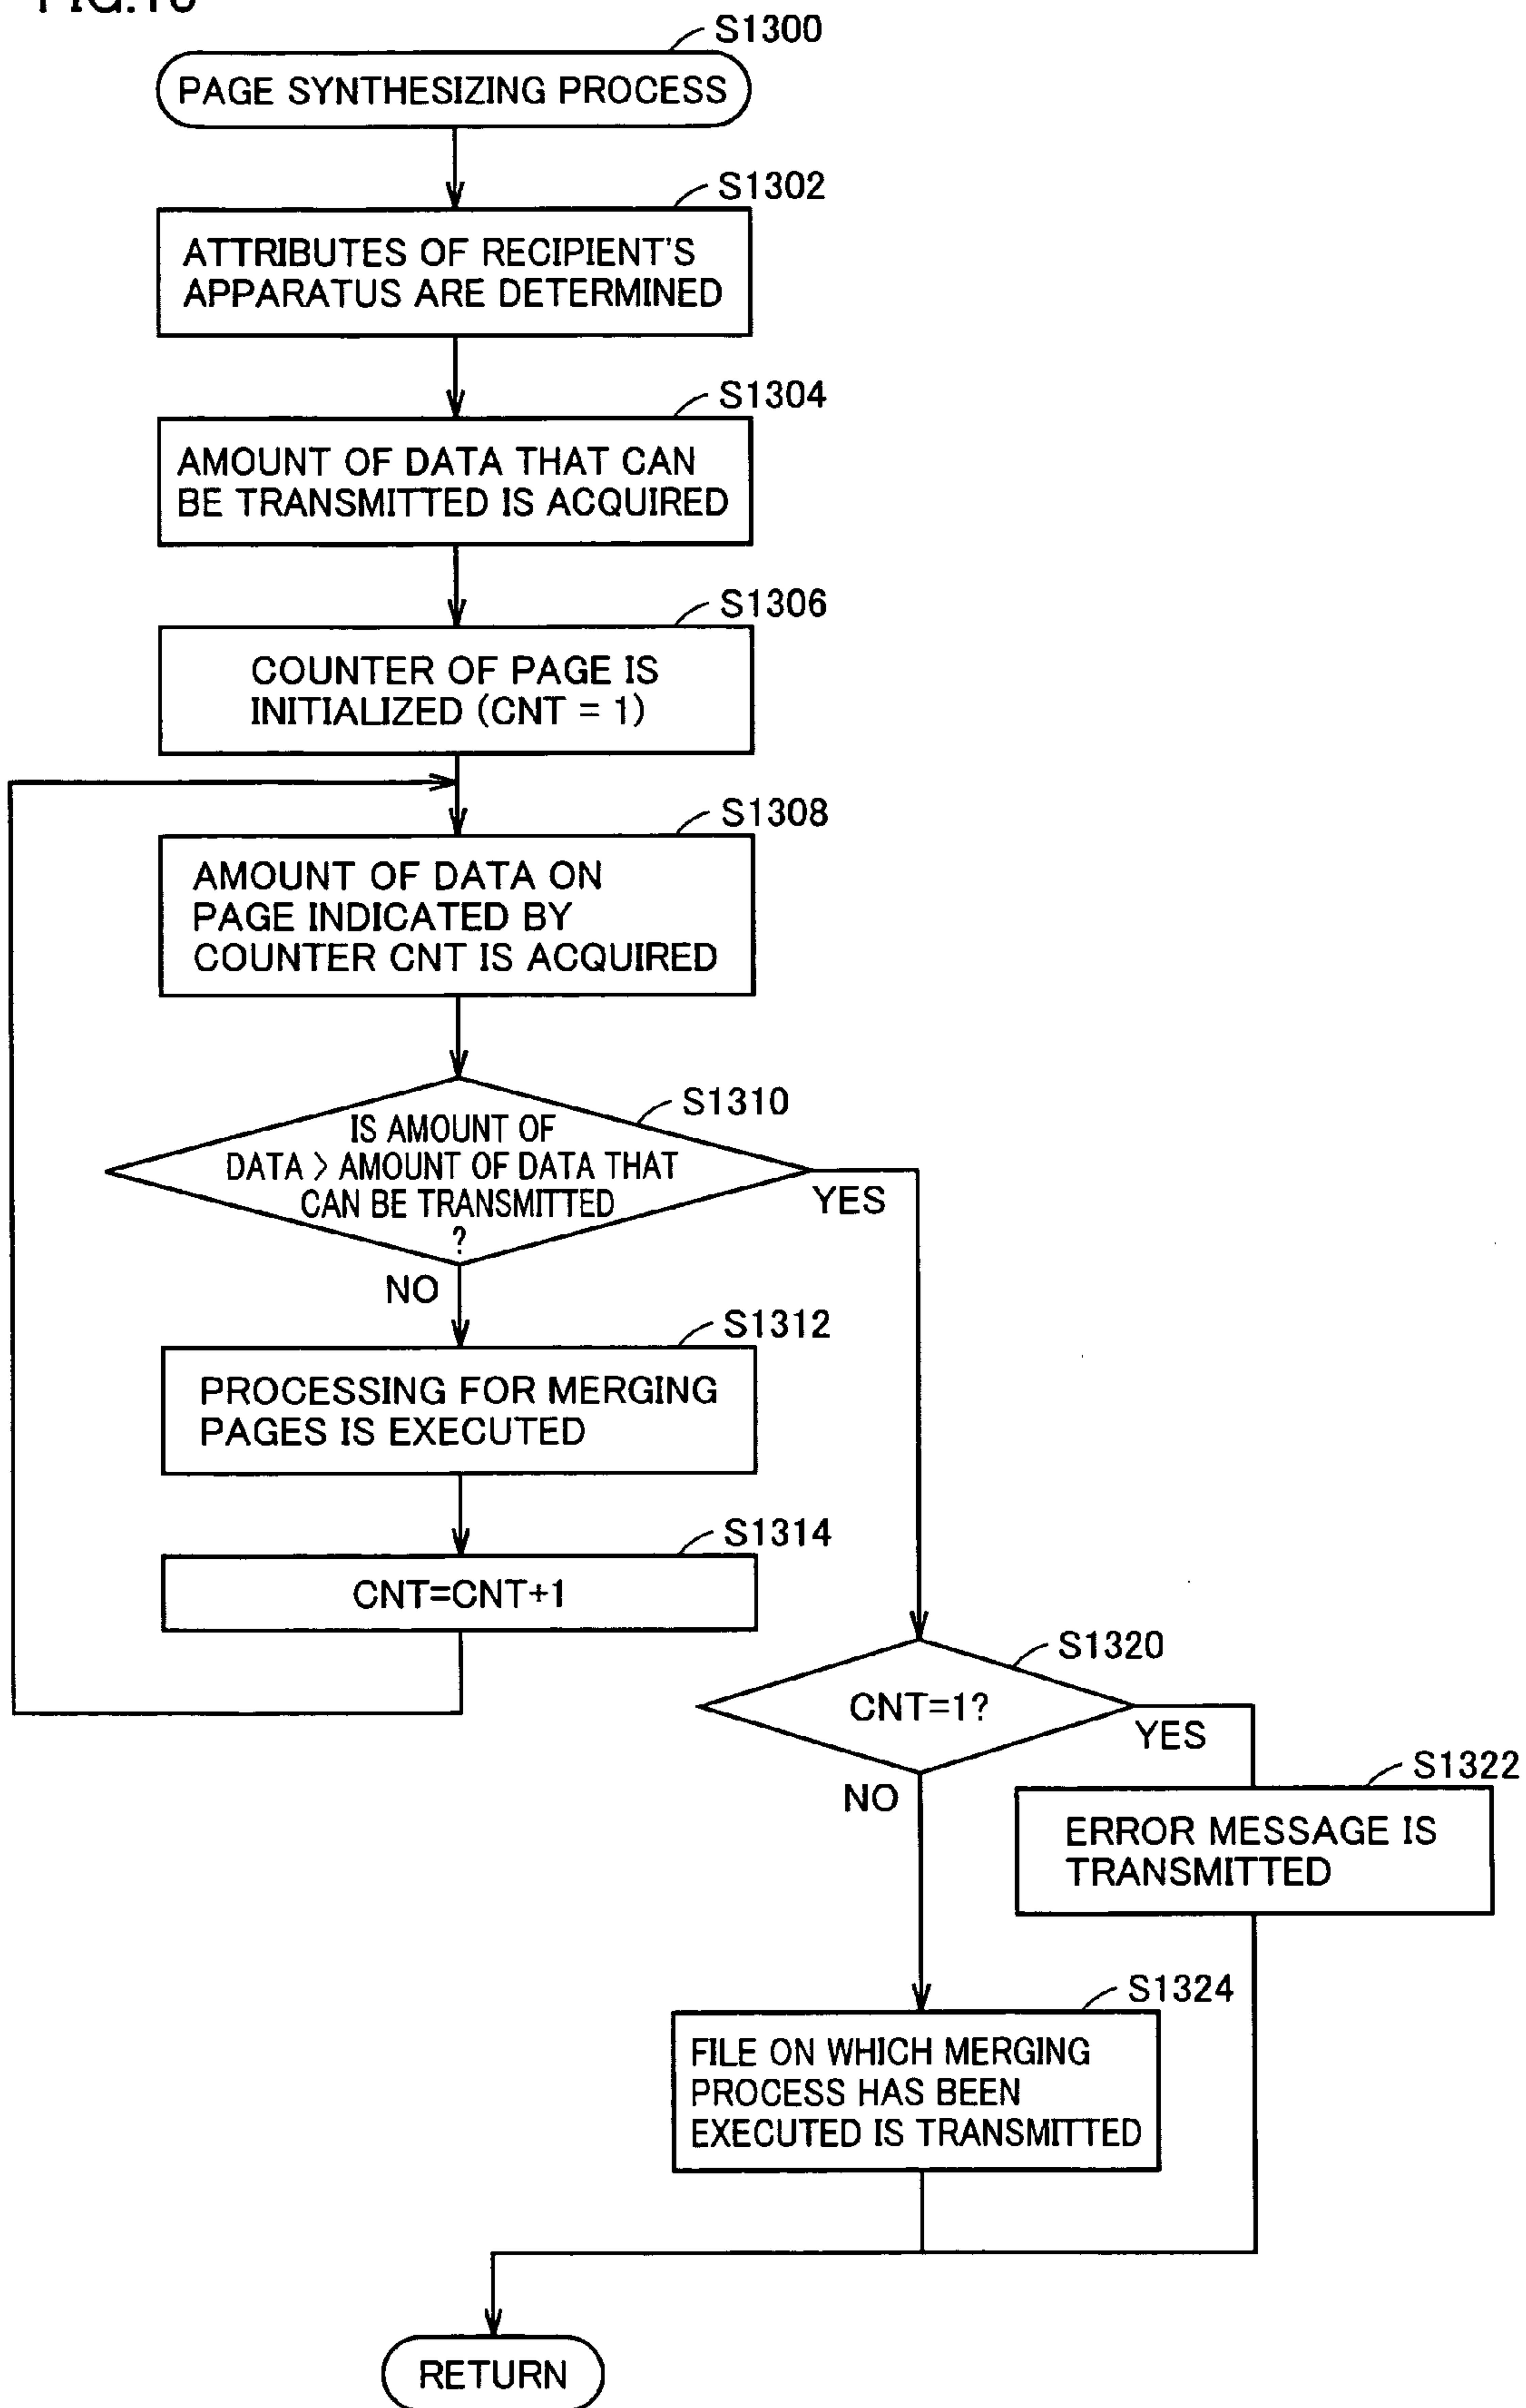 S1300
PAGE SYNTHESIZING PROCESS
S1302
ATTRIBUTES OF RECIPIENT'S
APPARATUS ARE DETERMINED
S1304
AMOUNT OF DATA THAT CAN
BE TRANSMITTED IS ACQUIRED
S1306
COUNTER OF PAGE IS
INITIALIZED (CNT = 1)
S1308
AMOUNT OF DATA ON
PAGE INDICATED BY
COUNTER CNT IS ACQUIRED
S1310
IS AMOUNT OF
DATA > AMOUNT OF DATA THAT
CAN BE TRANSMITTED
?
YES
NO
S1312
PROCESSING FOR MERGING
PAGES IS EXECUTED
S1314
CNT=CNT+1
S1320
CNT=1?
YES
NO
S1322
ERROR MESSAGE IS
TRANSMITTED
S1324
FILE ON WHICH MERGING
PROCESS HAS BEEN
EXECUTED IS TRANSMITTED
RETURN